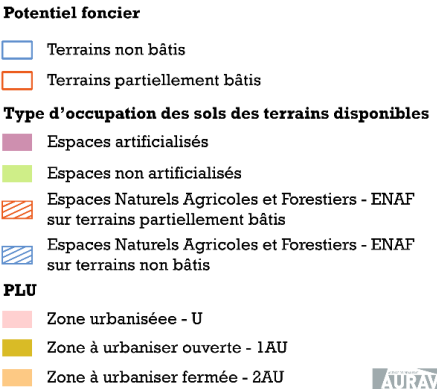 Potentiel foncier
Terrains non bâtis
Terrains partiellement bâtis
Type d'occupation des sols des terrains disponibles
Espaces artificialisés
Espaces non artificialisés
Espaces Naturels Agricoles et Forestiers - ENAF
sur terrains partiellement bâtis
Espaces Naturels Agricoles et Forestiers - ENAF
sur terrains non bâtis
PLU
Zone urbaniséee - U
Zone à urbaniser ouverte - 1AU
Zone à urbaniser fermée - 2AU
AURAV